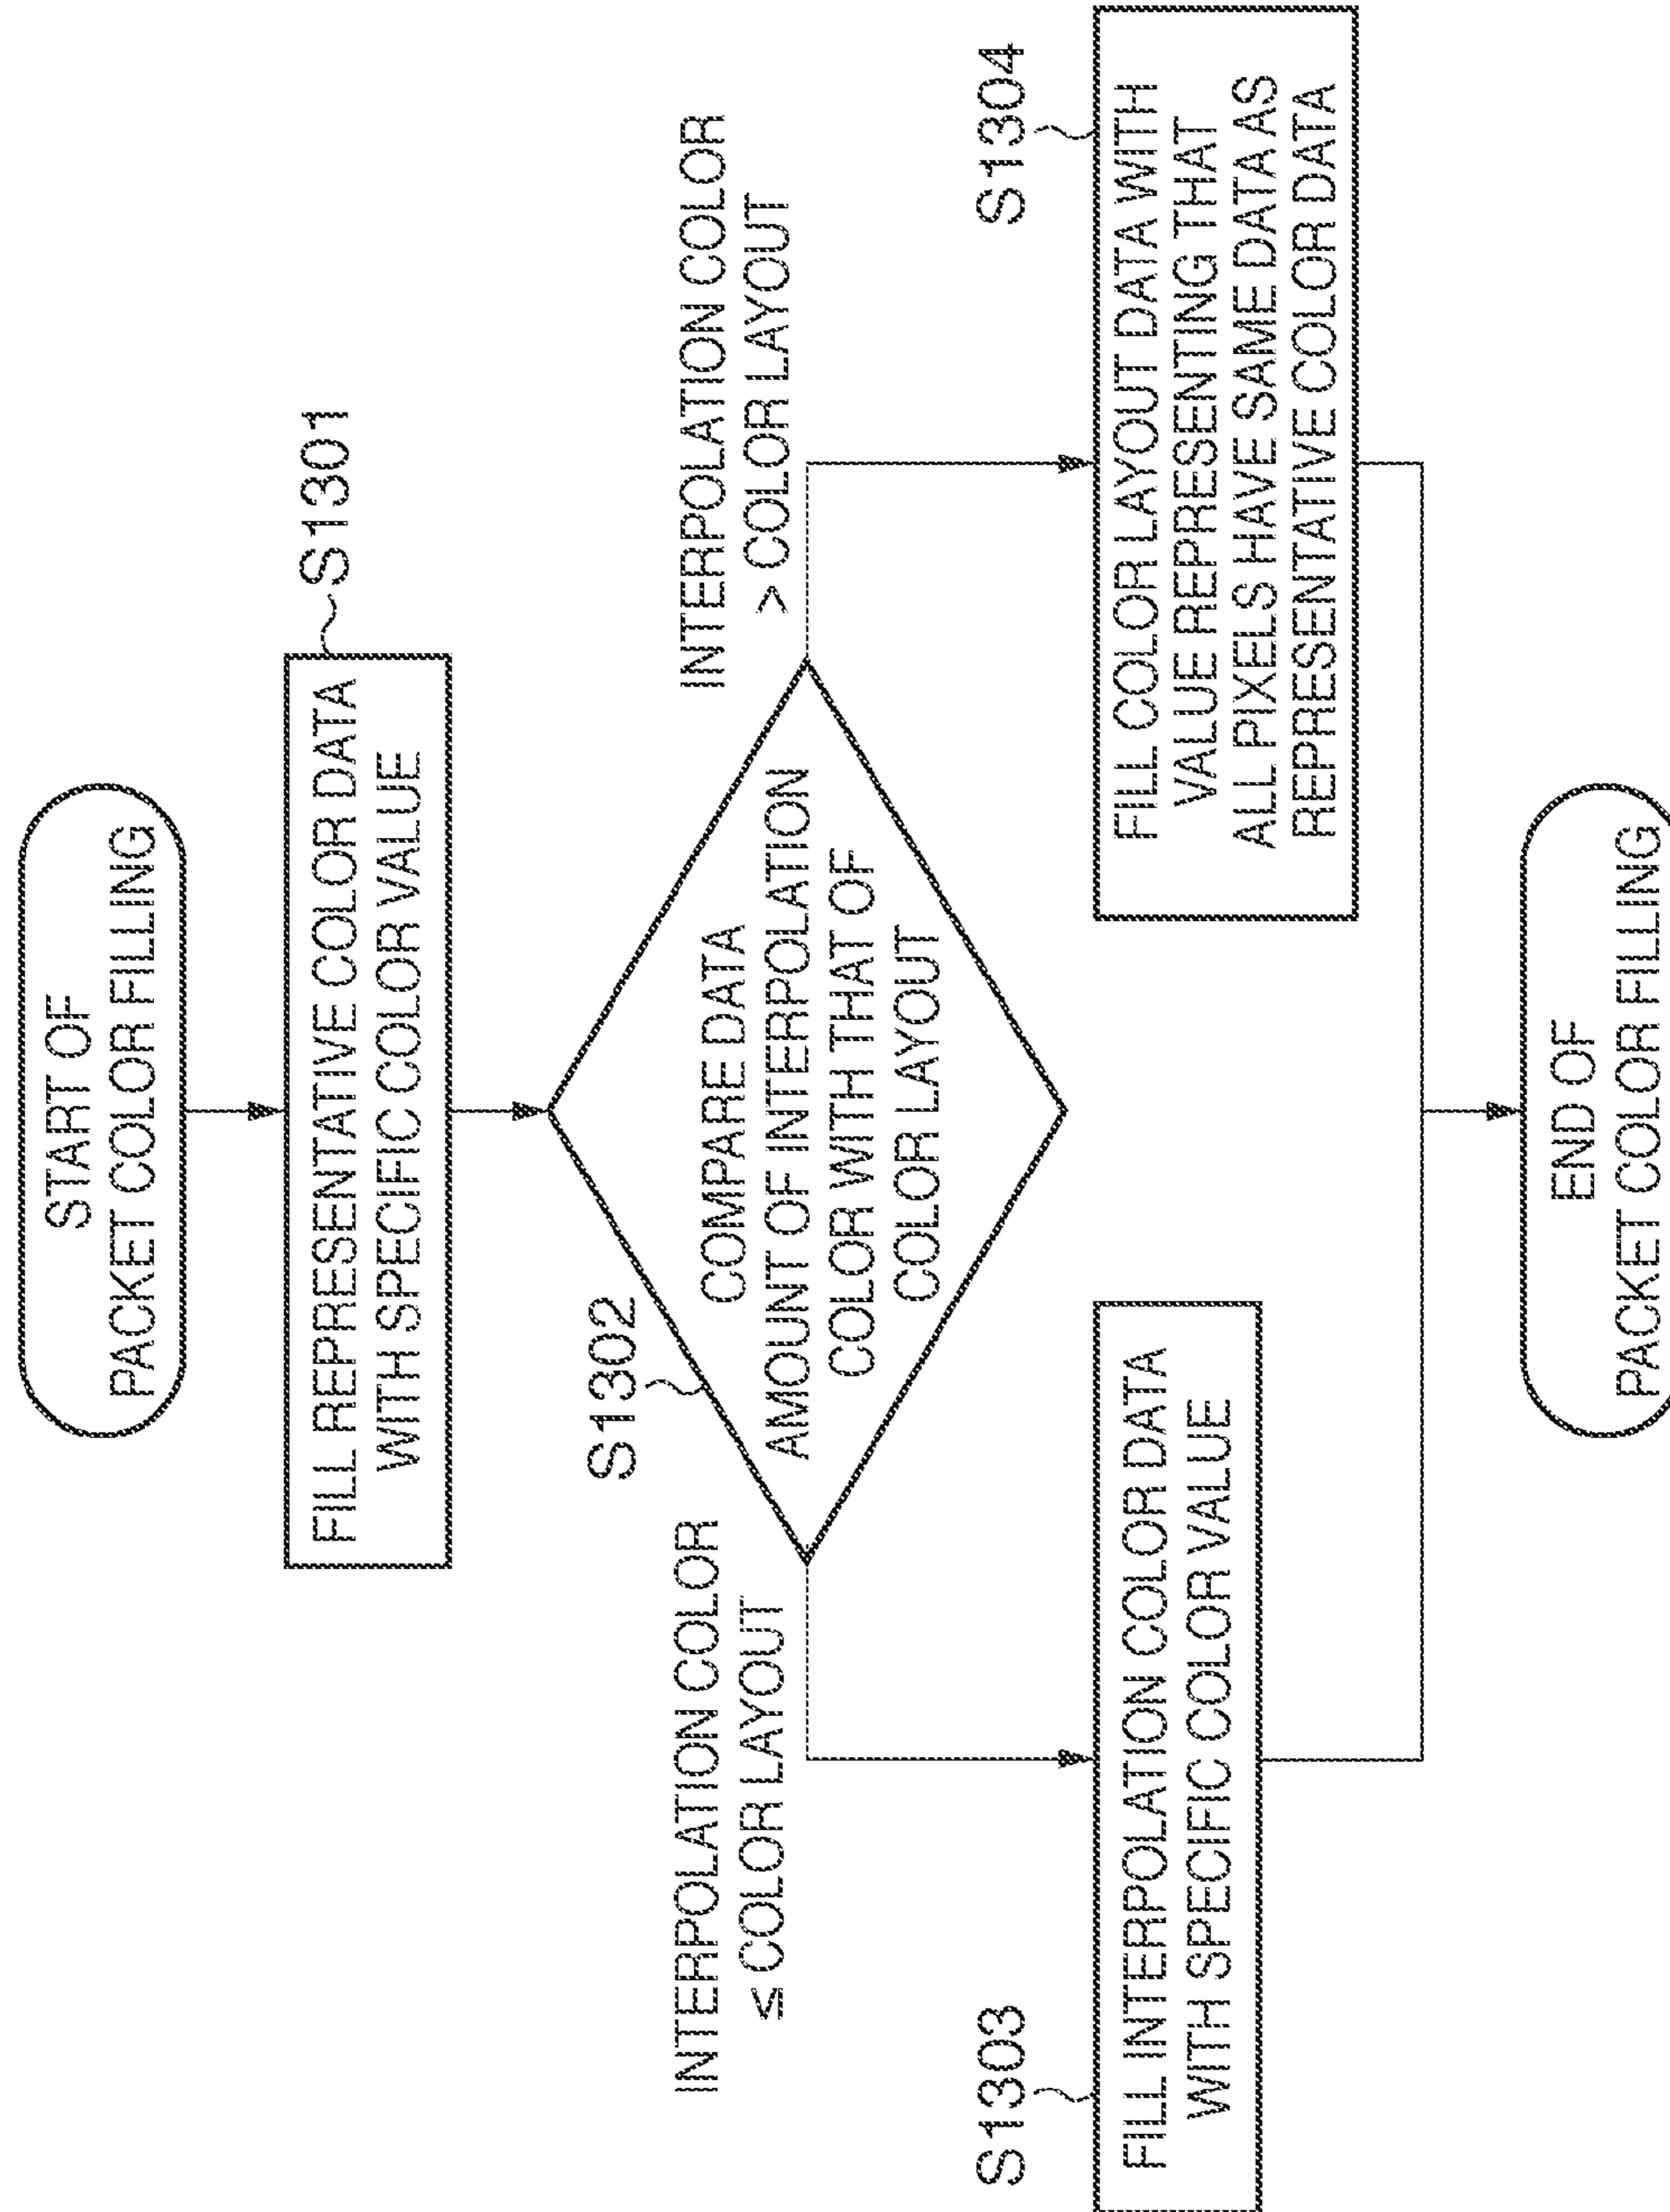 START OF
PACKET COLOR FILLING
S1301
FILL REPRESENTATIVE COLOR DATA
WITH SPECIFIC COLOR VALUE
S1302
COMPARE DATA
AMOUNT OF INTERPOLATION
COLOR WITH THAT OF
COLOR LAYOUT
INTERPOLATION COLOR
≤ COLOR LAYOUT
INTERPOLATION COLOR
> COLOR LAYOUT
S1303
FILL INTERPOLATION COLOR DATA
WITH SPECIFIC COLOR VALUE
S1304
FILL COLOR LAYOUT DATA WITH
VALUE REPRESENTING THAT
ALL PIXELS HAVE SAME DATA AS
REPRESENTATIVE COLOR DATA
END OF
PACKET COLOR FILLING